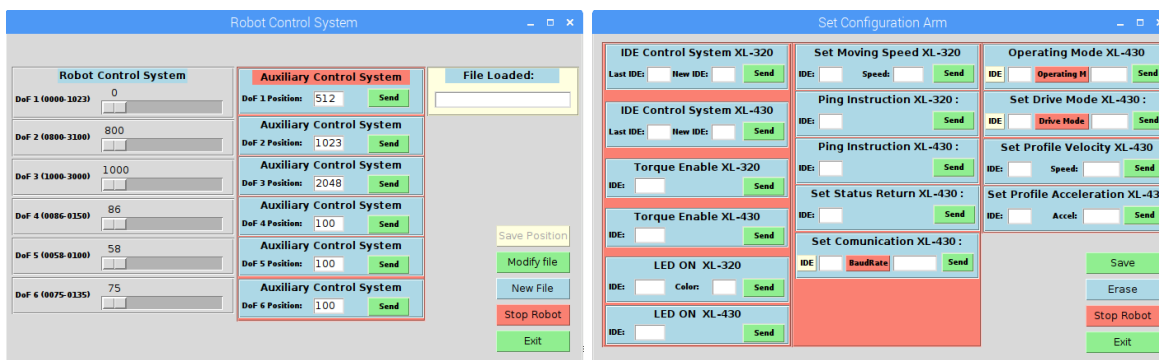 Robot Control System
Robot Control System
DoF 1 (0000-1023) 0
DoF 2 (0800-3100) 800
DoF 3 (1000-3000) 1000
DoF 4 (0086-0150) 86
DoF 5 (0058-0100) 58
DoF 6 (0075-0135) 75
Auxiliary Control System
DoF 1 Position: 512 Send
Auxiliary Control System
DoF 2 Position: 1023 Send
Auxiliary Control System
DoF 3 Position: 2048 Send
Auxiliary Control System
DoF 4 Position: 100 Send
Auxiliary Control System
DoF 5 Position: 100 Send
Auxiliary Control System
DoF 6 Position: 100 Send
File Loaded:
Save Position
Modify file
New File
Stop Robot
Exit
Set Configuration Arm
IDE Control System XL-320
Last IDE: New IDE: Send
IDE Control System XL-430
Last IDE: New IDE: Send
Torque Enable XL-320
IDE: Send
Torque Enable XL-430
IDE: Send
LED ON XL-320
IDE: Color: Send
LED ON XL-430
IDE: Send
Set Moving Speed XL-320
IDE: Speed: Send
Ping Instruction XL-320 :
IDE: Send
Ping Instruction XL-430 :
IDE: Send
Set Status Return XL-430 :
IDE: Send
Set Comunication XL-430 :
IDE BaudRate Send
Operating Mode XL-430
IDE Operating M Send
Set Drive Mode XL-430 :
IDE Drive Mode Send
Set Profile Velocity XL-430
IDE: Speed: Send
Set Profile Acceleration XL-43
IDE: Accel: Send
Save
Erase
Stop Robot
Exit